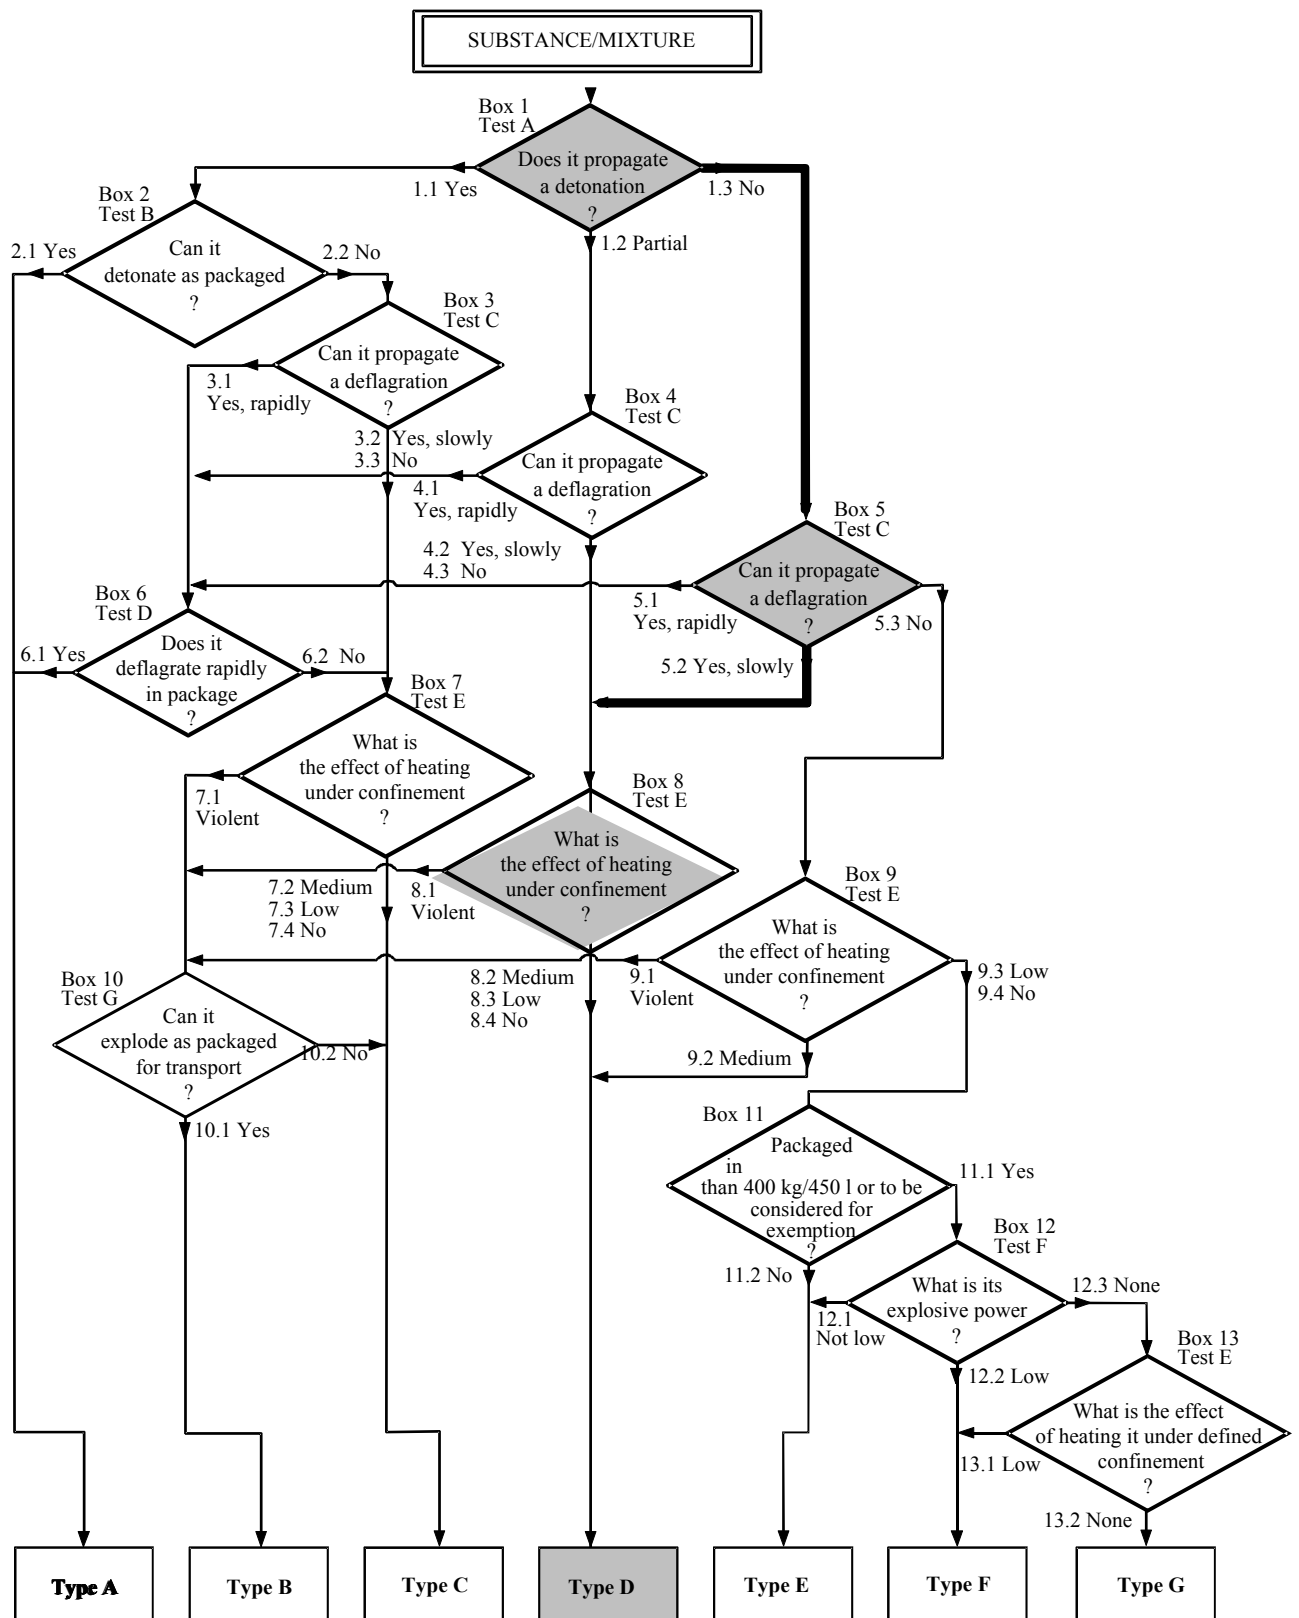 SUBSTANCE/MIXTURE
Box 1
Test A
Does it propagate
a detonation
?
1.1 Yes
1.3 No
1.2 Partial
Box 2
Test B
2.1 Yes
Can it
detonate as packaged
?
2.2 No
Box 3
Test C
Can it propagate
a deflagration
?
3.1
Yes, rapidly
3.2 Yes, slowly
3.3 No
Box 4
Test C
Can it propagate
a deflagration
?
4.1
Yes, rapidly
4.2 Yes, slowly
4.3 No
Box 5
Test C
Can it propagate
a deflagration
?
5.1
Yes, rapidly
5.3 No
5.2 Yes, slowly
Box 6
Test D
6.1 Yes
Does it
deflagrate rapidly
in package
?
6.2 No
Box 7
Test E
What is
the effect of heating
under confinement
?
7.1
Violent
7.2 Medium
7.3 Low
7.4 No
Box 8
Test E
What is
the effect of heating
under confinement
?
8.1
Violent
8.2 Medium
8.3 Low
8.4 No
Box 9
Test E
What is
the effect of heating
under confinement
?
9.1
Violent
9.3 Low
9.4 No
9.2 Medium
Box 10
Test G
Can it
explode as packaged
for transport
?
10.2 No
10.1 Yes
Box 11
Packaged
in
than 400 kg/450 l or to be
considered for
exemption
?
11.1 Yes
11.2 No
Box 12
Test F
What is its
explosive power
?
12.1
Not low
12.3 None
12.2 Low
Box 13
Test E
What is the effect
of heating it under defined
confinement
?
13.1 Low
13.2 None
Type A
Type B
Type C
Type D
Type E
Type F
Type G